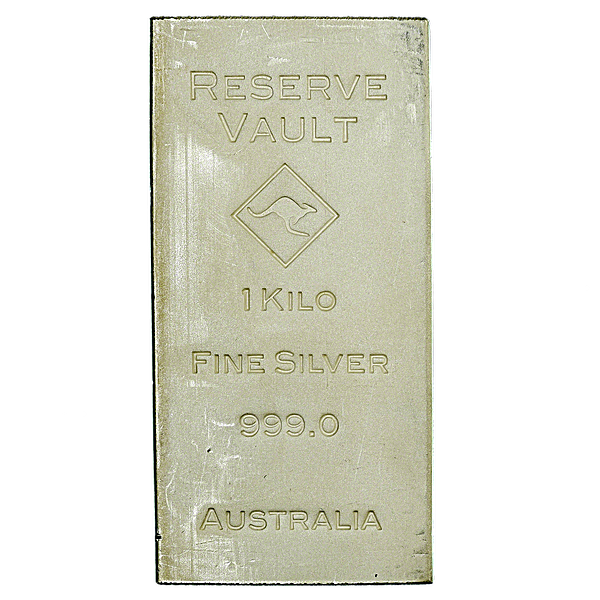 RESERVE
VAULT
1 KILO
FINE SILVER
999.0
AUSTRALIA